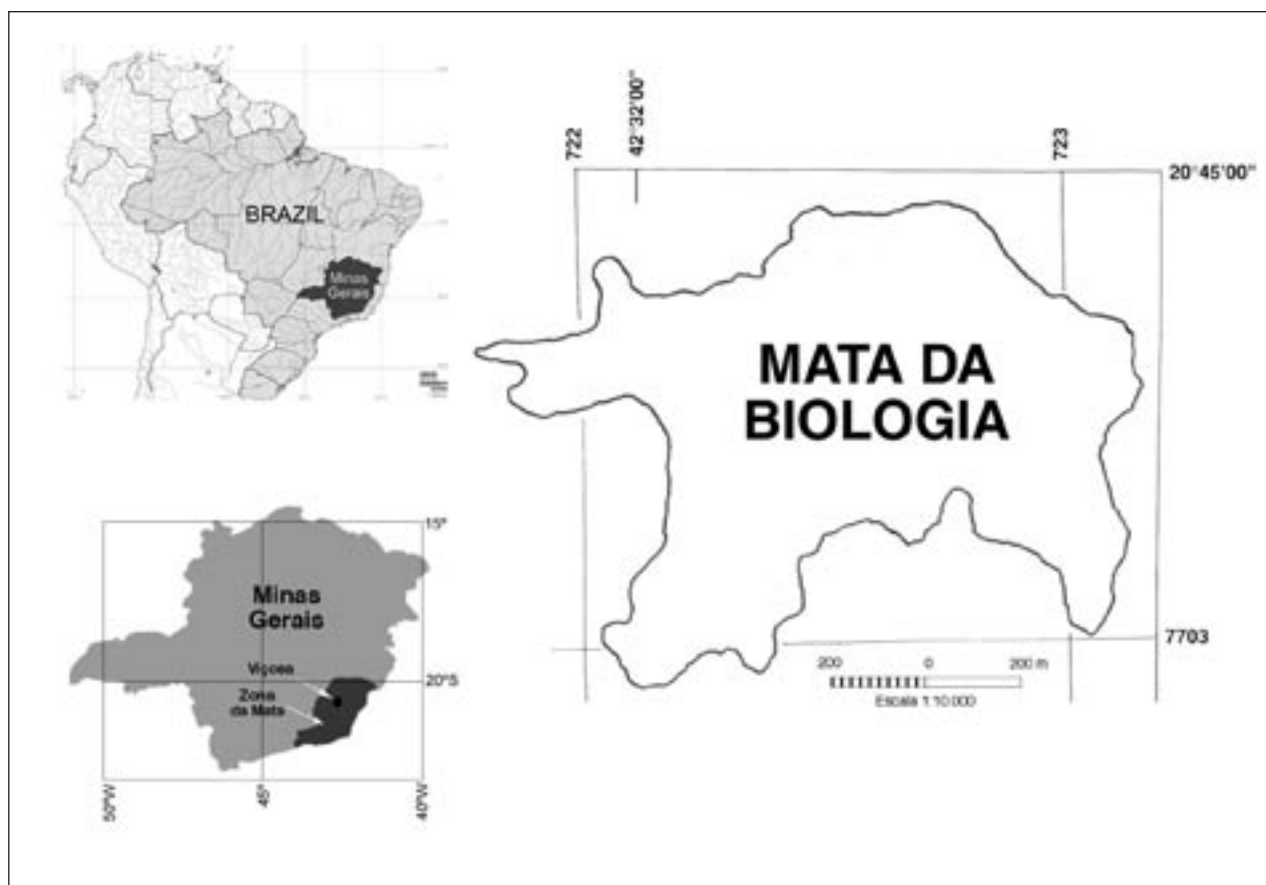 BRAZIL
Minas
Gerais
722
42°32'00"
723
20°45'00"
MATA DA
BIOLOGIA
7703
200
0
200 m
Escala 1:10.000
15°
Minas
Gerais
Viçosa
20°S
Zona
da Mata
50°W
45°
40°W